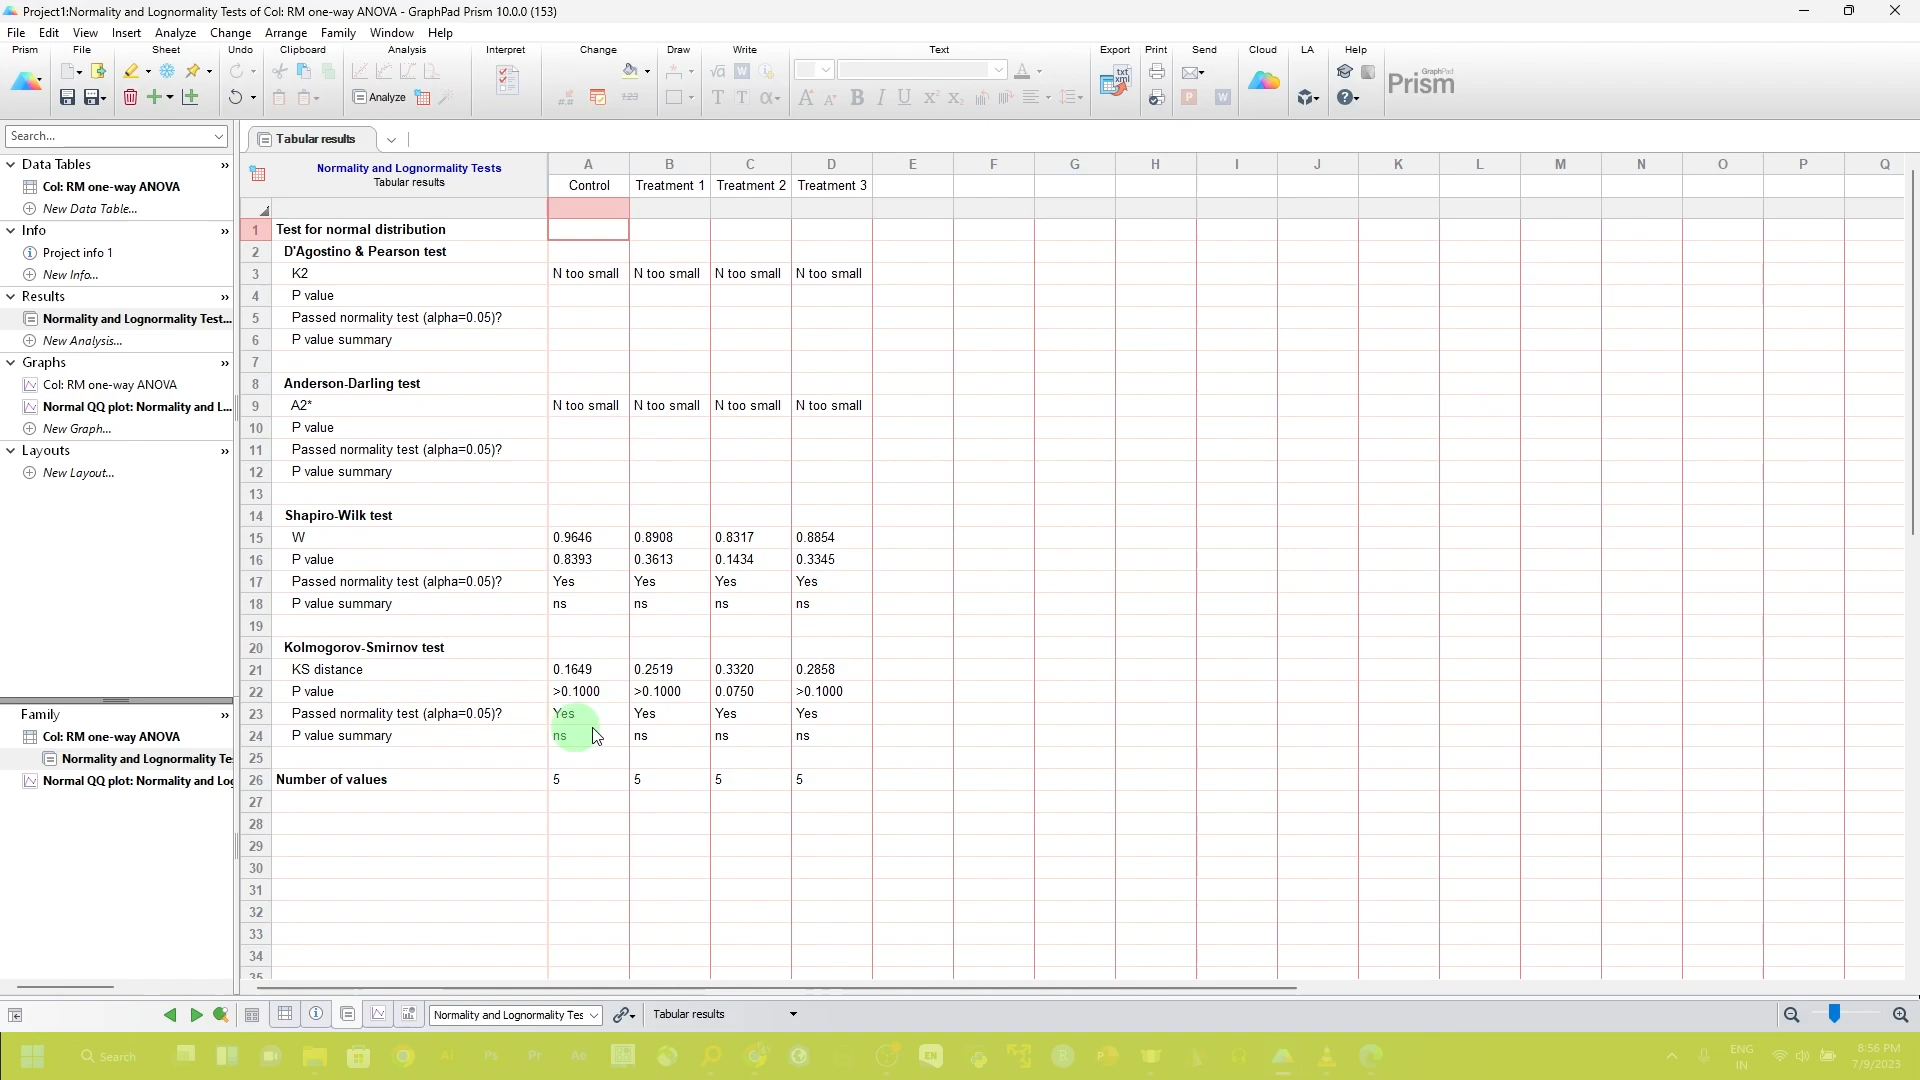 Project1:Normality and Lognormality Tests of Col: RM one-way ANOVA - GraphPad Prism 10.0.0 (153)
File Edit View Insert Analyze Change Arrange Family Window Help
Prism File Sheet Undo Clipboard Analysis Interpret Change Draw Write Text Export Print Send Cloud LA Help
Analyze
GraphPad
Prism
Search...
Tabular results
Data Tables
Col: RM one-way ANOVA
New Data Table...
Info
Project info 1
New Info...
Results
Normality and Lognormality Test...
New Analysis...
Graphs
Col: RM one-way ANOVA
Normal QQ plot: Normality and L...
New Graph...
Layouts
New Layout...
Family
Col: RM one-way ANOVA
Normality and Lognormality Te
Normal QQ plot: Normality and Log
Normality and Lognormality Tests
Tabular results
A B C D E F G H I J K L M N O P Q
Control Treatment 1 Treatment 2 Treatment 3
1 Test for normal distribution
2 D'Agostino & Pearson test
3 K2 N too small N too small N too small N too small
4 P value
5 Passed normality test (alpha=0.05)?
6 P value summary
7
8 Anderson-Darling test
9 A2* N too small N too small N too small N too small
10 P value
11 Passed normality test (alpha=0.05)?
12 P value summary
13
14 Shapiro-Wilk test
15 W 0.9646 0.8908 0.8317 0.8854
16 P value 0.8393 0.3613 0.1434 0.3345
17 Passed normality test (alpha=0.05)? Yes Yes Yes Yes
18 P value summary ns ns ns ns
19
20 Kolmogorov-Smirnov test
21 KS distance 0.1649 0.2519 0.3320 0.2858
22 P value >0.1000 >0.1000 0.0750 >0.1000
23 Passed normality test (alpha=0.05)? Yes Yes Yes Yes
24 P value summary ns ns ns ns
25
26 Number of values 5 5 5 5
27
28
29
30
31
32
33
34
35
Normality and Lognormality Tes Tabular results
Search
ENG
IN
8:56 PM
7/9/2023